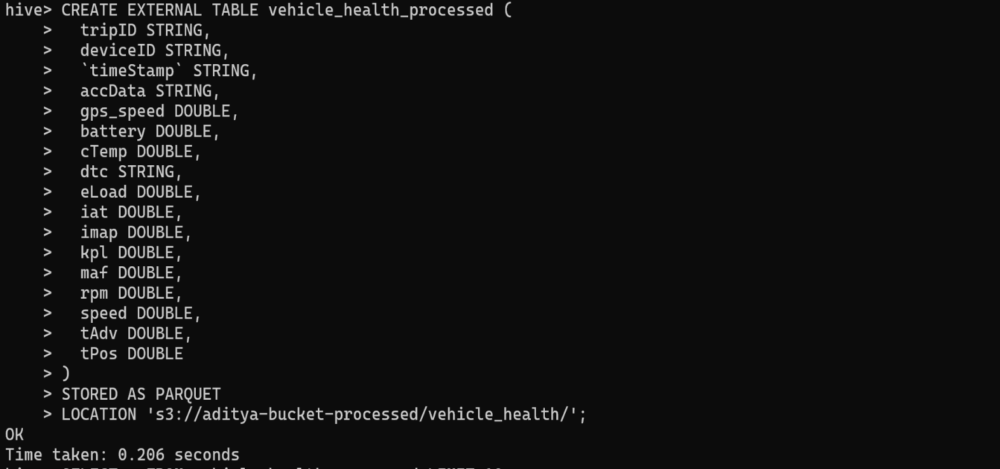 hive> CREATE EXTERNAL TABLE vehicle_health_processed (
    >   tripID STRING,
    >   deviceID STRING,
    >   `timeStamp` STRING,
    >   accData STRING,
    >   gps_speed DOUBLE,
    >   battery DOUBLE,
    >   cTemp DOUBLE,
    >   dtc STRING,
    >   eLoad DOUBLE,
    >   iat DOUBLE,
    >   imap DOUBLE,
    >   kpl DOUBLE,
    >   maf DOUBLE,
    >   rpm DOUBLE,
    >   speed DOUBLE,
    >   tAdv DOUBLE,
    >   tPos DOUBLE
    > )
    > STORED AS PARQUET
    > LOCATION 's3://aditya-bucket-processed/vehicle_health/';
OK
Time taken: 0.206 seconds